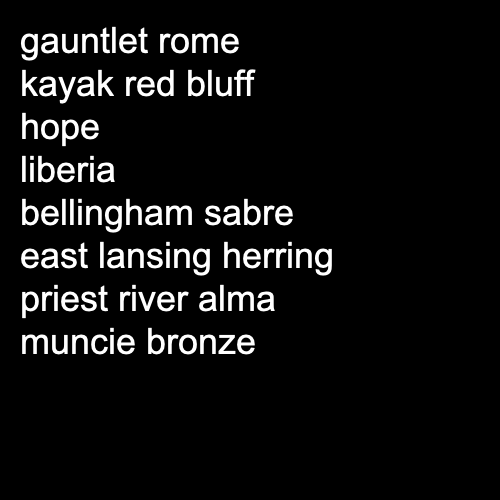 gauntlet rome
kayak red bluff
hope
liberia
bellingham sabre
east lansing herring
priest river alma
muncie bronze